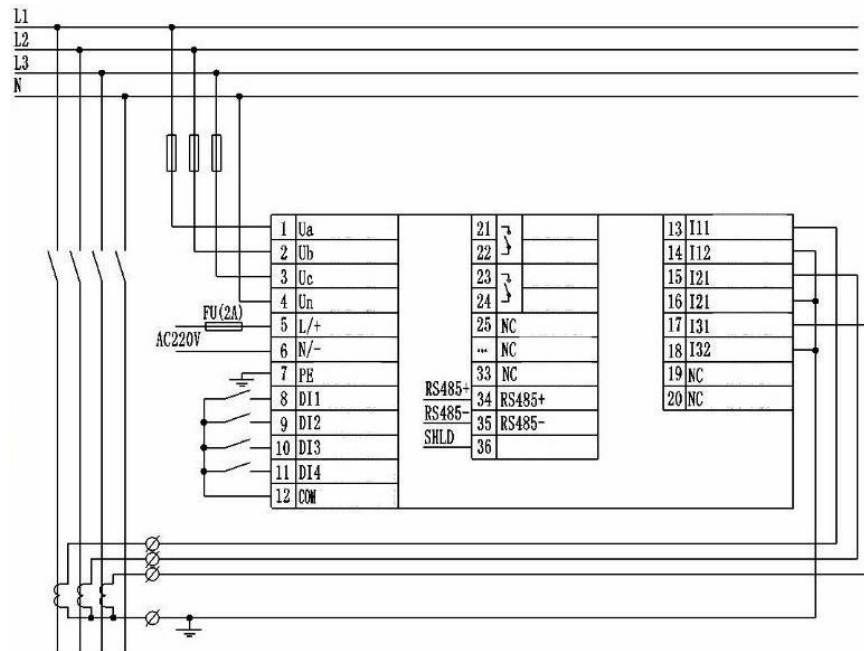 L1
L2
L3
N
1 Ua
2 Ub
3 Uc
4 Un
FU(2A)
5 L/+
AC220V
6 N/-
7 PE
8 DI1
9 DI2
10 DI3
11 DI4
12 COM
21
22
23
24
25 NC
... NC
33 NC
RS485+
34 RS485+
RS485-
35 RS485-
SHLD
36
13 I11
14 I12
15 I21
16 I21
17 I31
18 I32
19 NC
20 NC